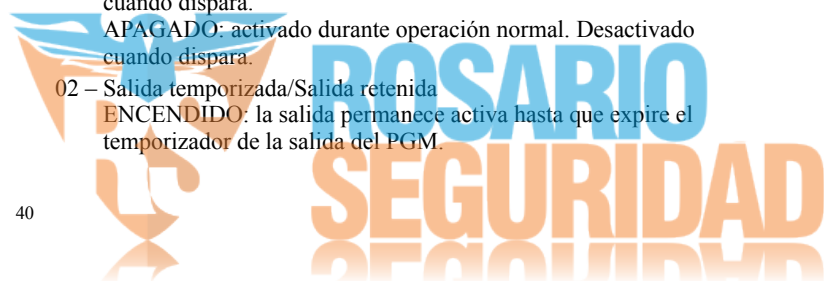 cuando dispara.
APAGADO: activado durante operación normal. Desactivado
cuando dispara.
02 – Salida temporizada/Salida retenida
ENCENDIDO: la salida permanece activa hasta que expire el
temporizador de la salida del PGM.
40
ROSARIO
SEGURIDAD